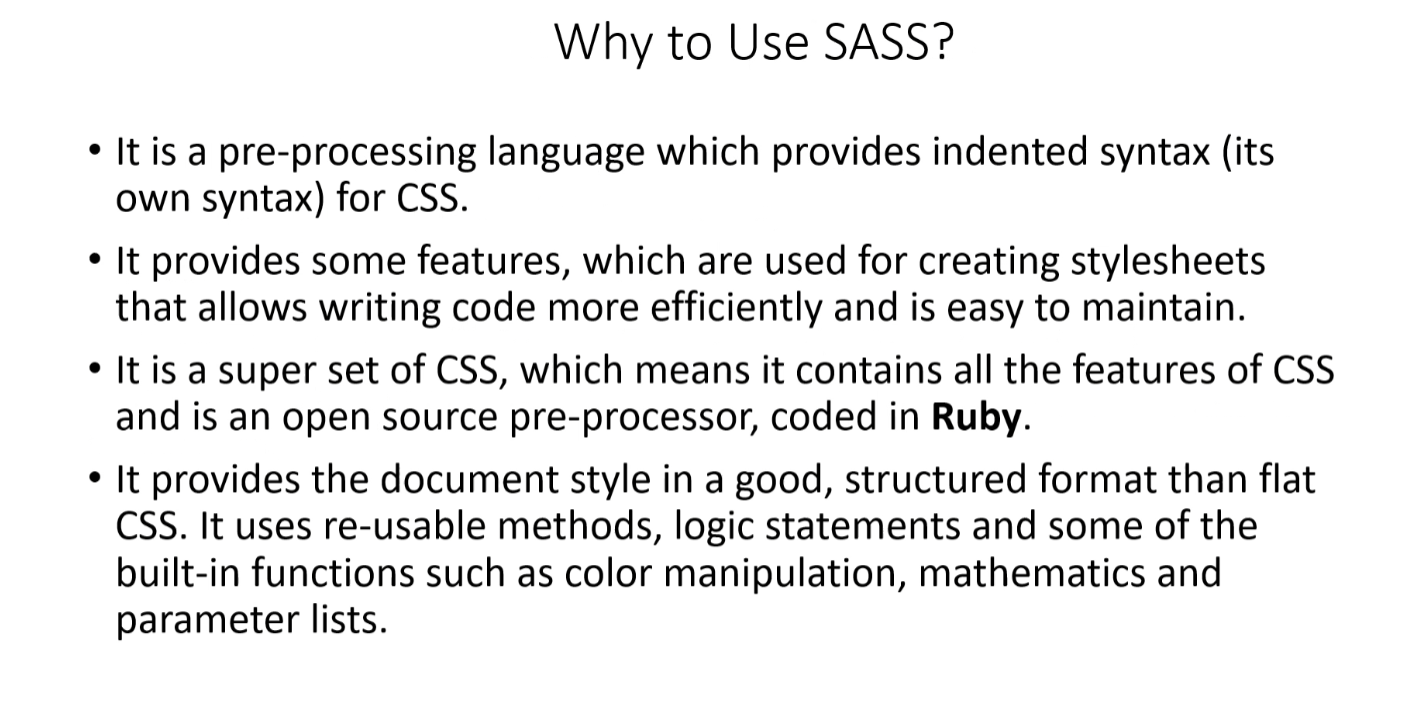 Why to Use SASS?
• It is a pre-processing language which provides indented syntax (its
own syntax) for CSS.
• It provides some features, which are used for creating stylesheets
that allows writing code more efficiently and is easy to maintain.
• It is a super set of CSS, which means it contains all the features of CSS
and is an open source pre-processor, coded in Ruby.
• It provides the document style in a good, structured format than flat
CSS. It uses re-usable methods, logic statements and some of the
built-in functions such as color manipulation, mathematics and
parameter lists.